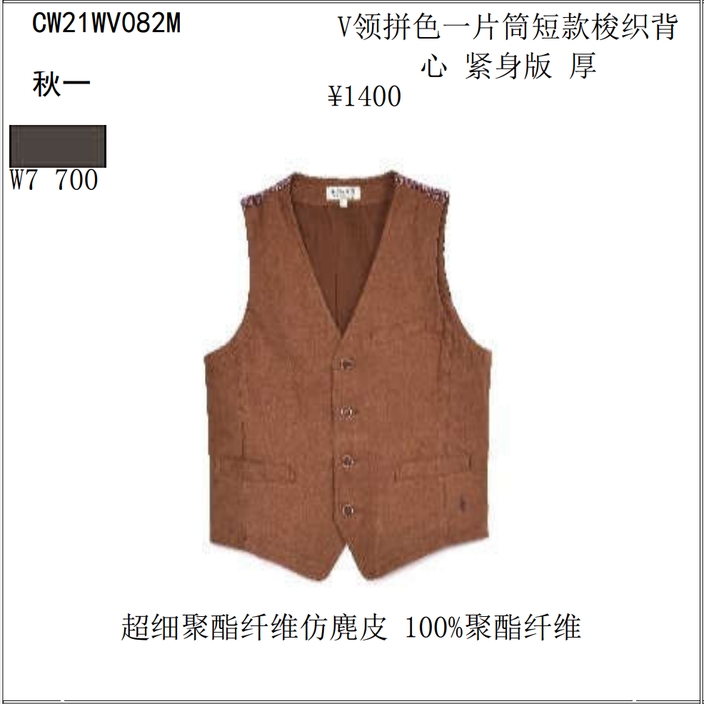 CW21WV082M
V领拼色一片筒短款梭织背
心 紧身版 厚
秋一
¥1400
W7 700
超细聚酯纤维仿麂皮 100%聚酯纤维